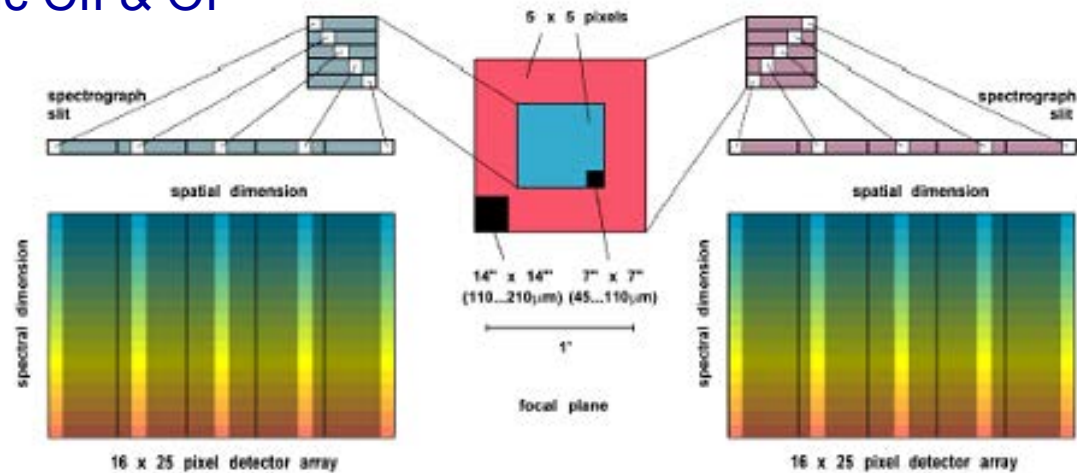 5 x 5 pixels
spectrograph
slit
spectrograph
slit
spatial dimension
spatial dimension
spectral dimension
14" x 14"
(110...210µm)
7" x 7"
(45...110µm)
1'
focal plane
spectral dimension
16 x 25 pixel detector array
16 x 25 pixel detector array